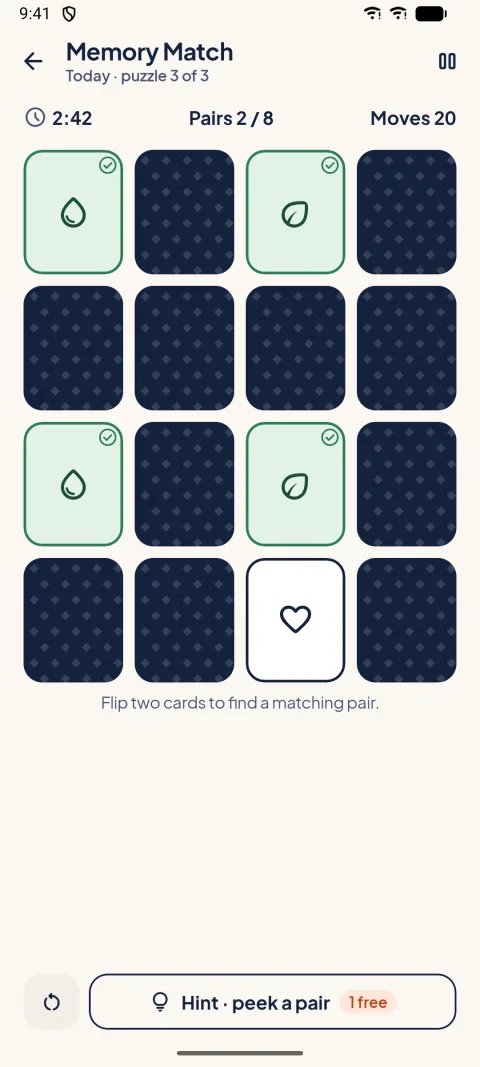 9:41
Memory Match
Today · puzzle 3 of 3
2:42
Pairs 2 / 8
Moves 20
Flip two cards to find a matching pair.
Hint · peek a pair
1 free